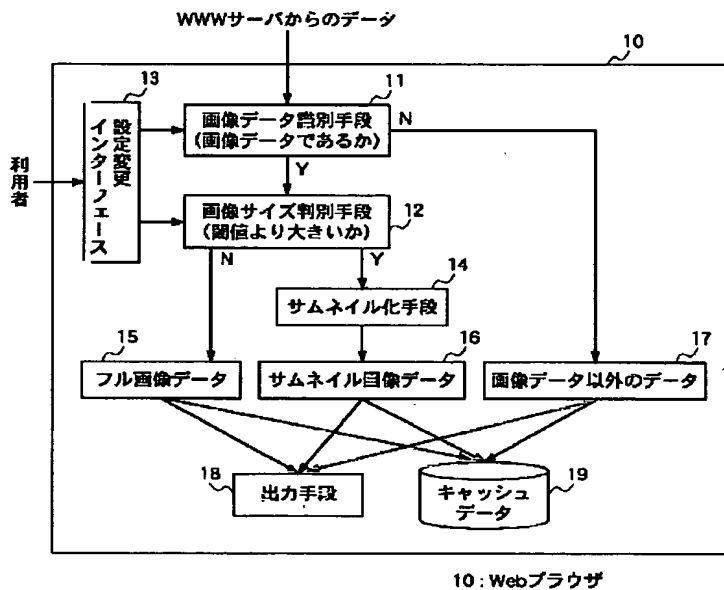 WWWサーバからのデータ
10
13
11
設定変更
インターフェース
画像データ識別手段
(画像データであるか)
N
利用者
Y
画像サイズ判別手段
(閾値より大きいか)
12
N
Y
14
サムネイル化手段
15
16
17
フル画像データ
サムネイル画像データ
画像データ以外のデータ
18
出力手段
キャッシュ
データ
19
10 : Webブラウザ